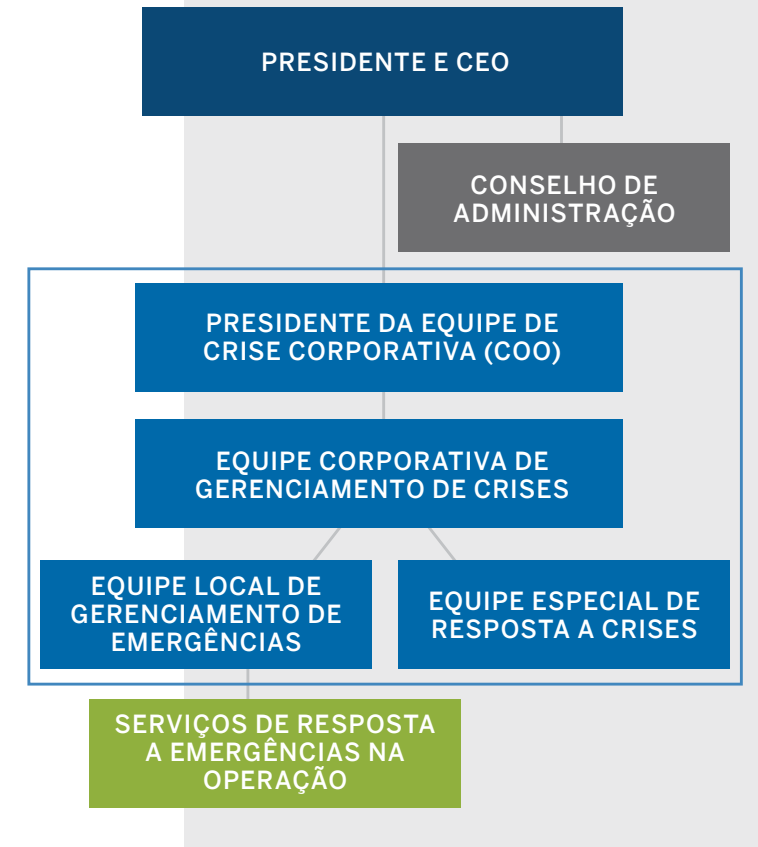 PRESIDENTE E CEO
CONSELHO DE
ADMINISTRAÇÃO
PRESIDENTE DA EQUIPE DE
CRISE CORPORATIVA (COO)
EQUIPE CORPORATIVA DE
GERENCIAMENTO DE CRISES
EQUIPE LOCAL DE
GERENCIAMENTO DE
EMERGÊNCIAS
EQUIPE ESPECIAL DE
RESPOSTA A CRISES
SERVIÇOS DE RESPOSTA
A EMERGÊNCIAS NA
OPERAÇÃO